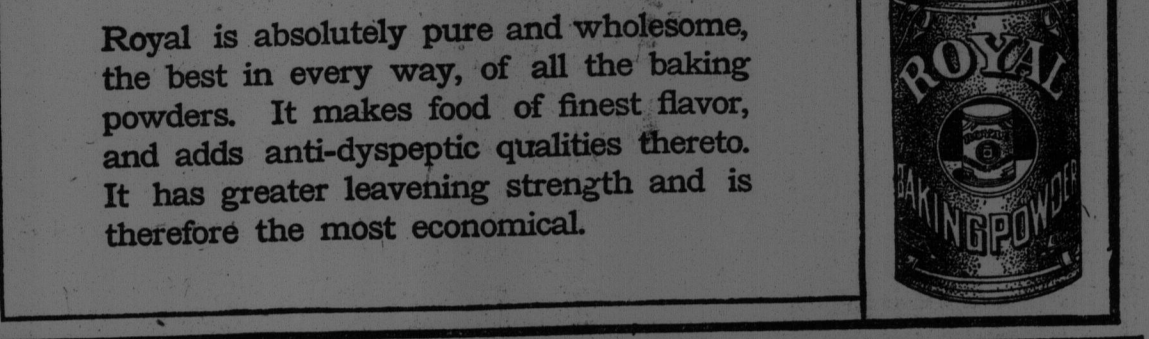 Royal is absolutely pure and wholesome,
the best in every way, of all the baking
powders. It makes food of finest flavor,
and adds anti-dyspeptic qualities thereto.
It has greater leavening strength and is
therefore the most economical.
ROYAL
BAKING POWDER